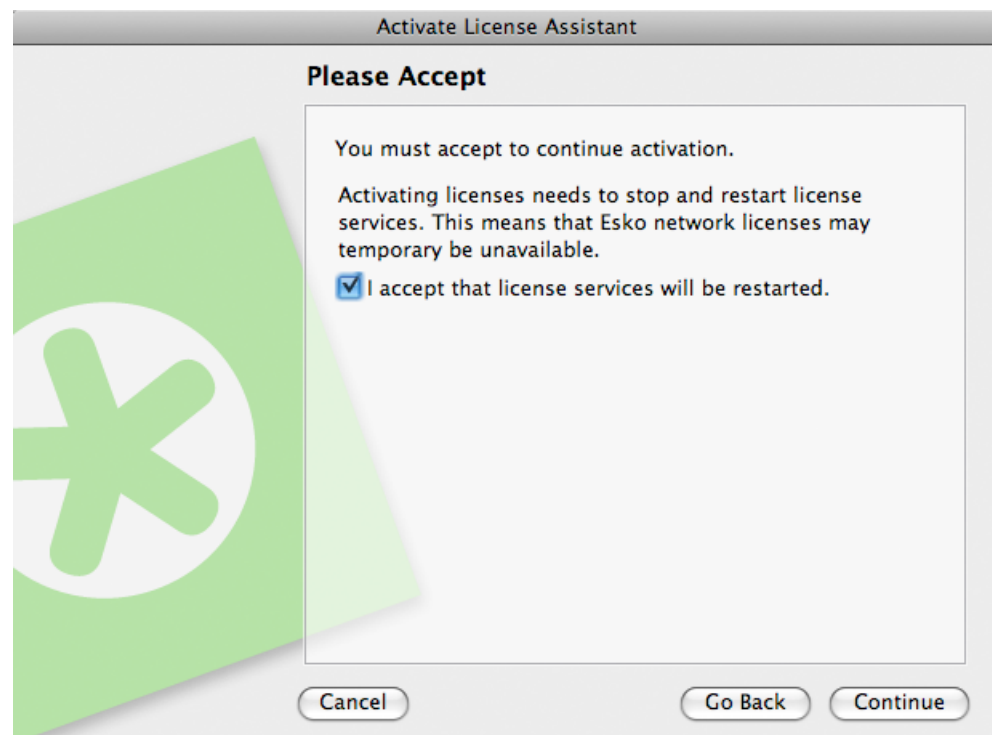 Activate License Assistant
Please Accept
You must accept to continue activation.
Activating licenses needs to stop and restart license
services. This means that Esko network licenses may
temporary be unavailable.
I accept that license services will be restarted.
Cancel
Go Back
Continue